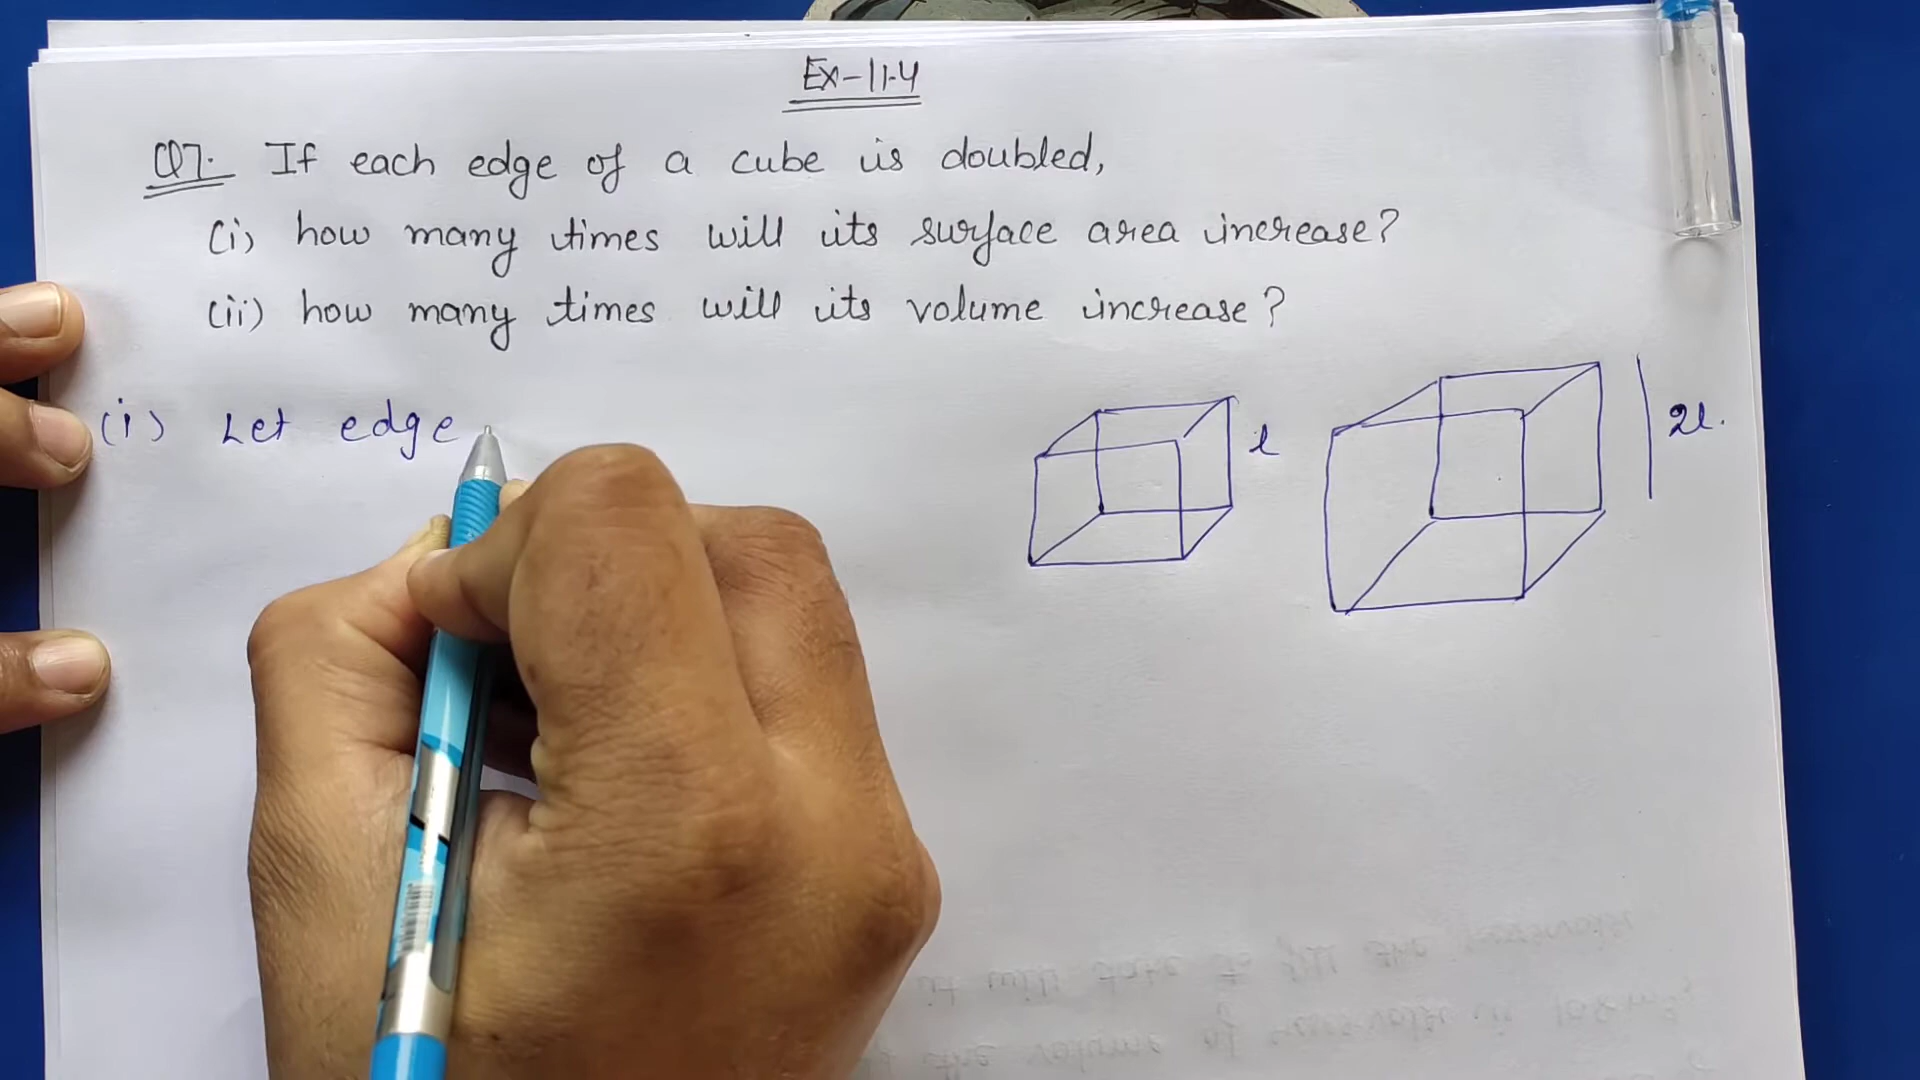 Ex-11.4
Q7. If each edge of a cube is doubled,
(i) how many times will its surface area increase?
(ii) how many times will its volume increase?
(i) Let edge
l
2l.